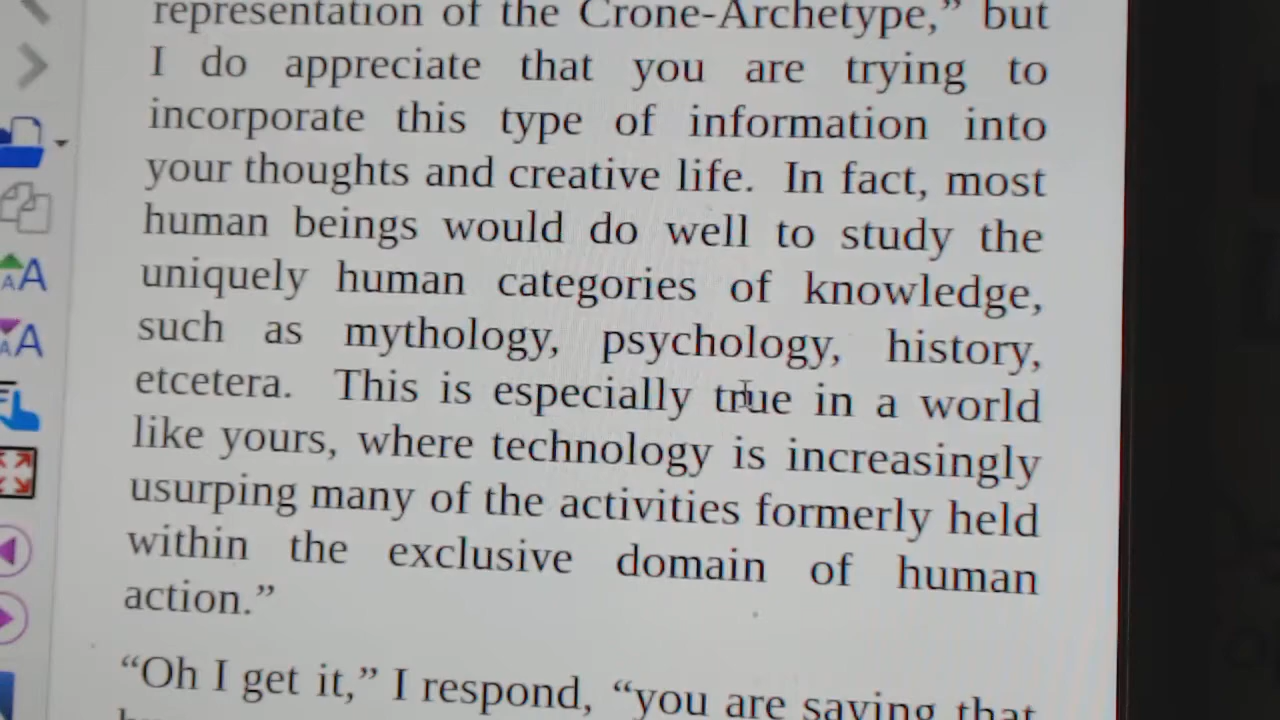 representation of the Crone-Archetype,” but
I do appreciate that you are trying to
incorporate this type of information into
your thoughts and creative life.  In fact, most
human beings would do well to study the
uniquely human categories of knowledge,
such as mythology, psychology, history,
etcetera.  This is especially true in a world
like yours, where technology is increasingly
usurping many of the activities formerly held
within the exclusive domain of human
action.”
“Oh I get it,” I respond, “you are saying that